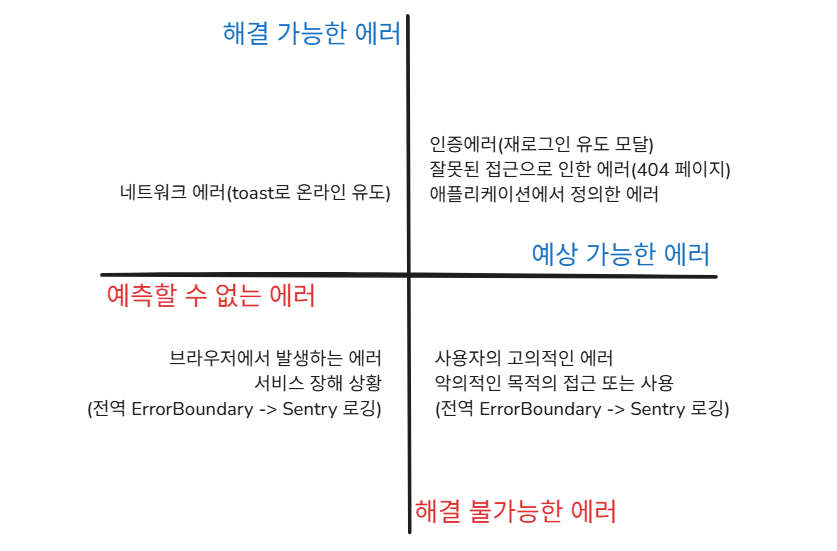 해결 가능한 에러
인증에러(재로그인 유도 모달)
잘못된 접근으로 인한 에러(404 페이지)
네트워크 에러(toast로 온라인 유도)
애플리케이션에서 정의한 에러
예상 가능한 에러
예측할 수 없는 에러
브라우저에서 발생하는 에러
서비스 장해 상황
(전역 ErrorBoundary -> Sentry 로깅)
사용자의 고의적인 에러
악의적인 목적의 접근 또는 사용
(전역 ErrorBoundary -> Sentry 로깅)
해결 불가능한 에러